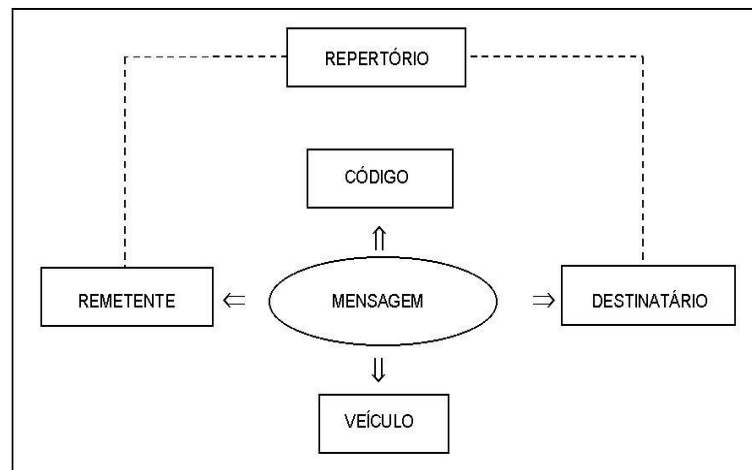 REPERTÓRIO
CÓDIGO
REMETENTE
MENSAGEM
DESTINATÁRIO
VEÍCULO